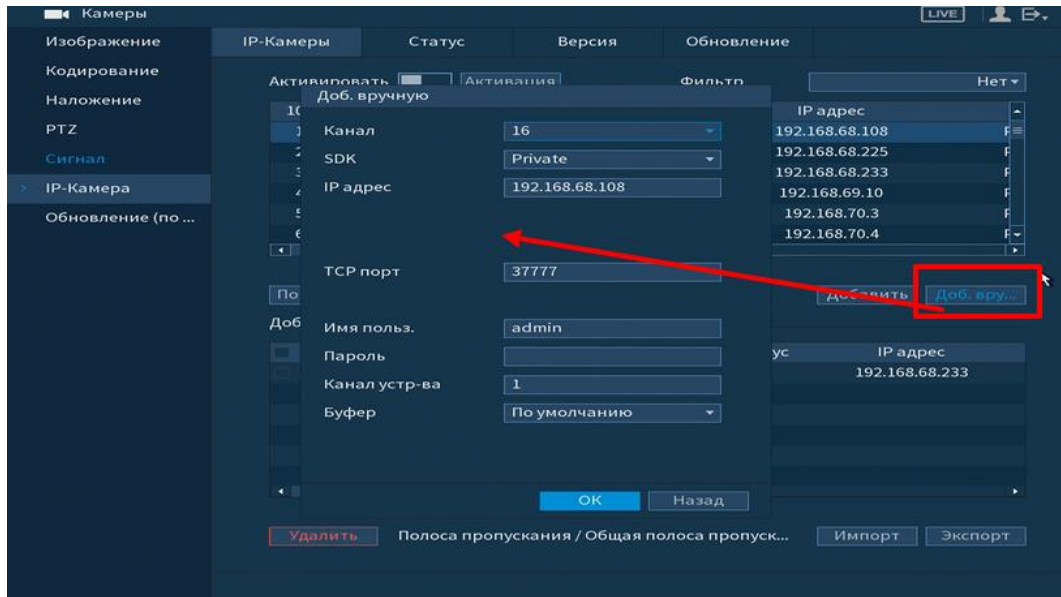 Камеры
LIVE
Изображение
Кодирование
Наложение
PTZ
Сигнал
IP-Камера
Обновление (по ...
IP-Камеры Статус Версия Обновление
Активировать Активация Фильтр Нет
Доб. вручную
IP адрес
192.168.68.108
192.168.68.225
192.168.68.233
192.168.69.10
192.168.70.3
192.168.70.4
Канал 16
SDK Private
IP адрес 192.168.68.108
TCP порт 37777
Добавить Доб. вру...
Имя польз. admin
Пароль
Канал устр-ва 1
Буфер По умолчанию
IP адрес
192.168.68.233
OK Назад
Удалить Полоса пропускания / Общая полоса пропуск... Импорт Экспорт